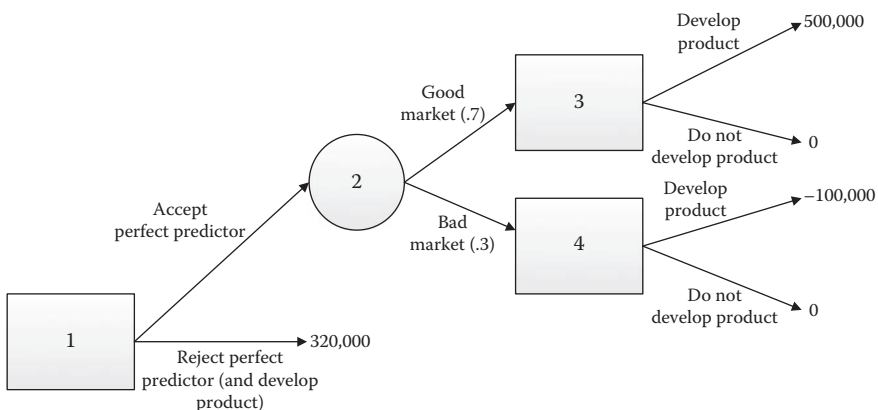 Develop
product
500,000
Good
market (.7)
3
Do not
develop product
0
2
Accept
perfect predictor
Bad
market (.3)
4
Develop
product
–100,000
Do not
develop product
0
1
320,000
Reject perfect
predictor (and develop
product)